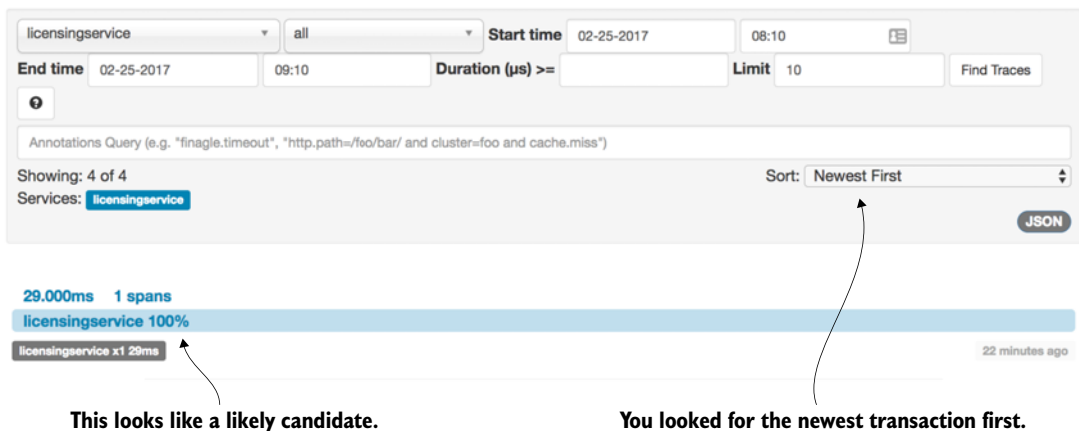 licensingservice all Start time 02-25-2017 08:10
End time 02-25-2017 09:10 Duration (µs) >= Limit 10 Find Traces
?
Annotations Query (e.g. "finagle.timeout", "http.path=/foo/bar/ and cluster=foo and cache.miss")
Showing: 4 of 4 Sort: Newest First
Services: licensingservice
JSON
29.000ms 1 spans
licensingservice 100%
licensingservice x1 29ms 22 minutes ago
This looks like a likely candidate. You looked for the newest transaction first.